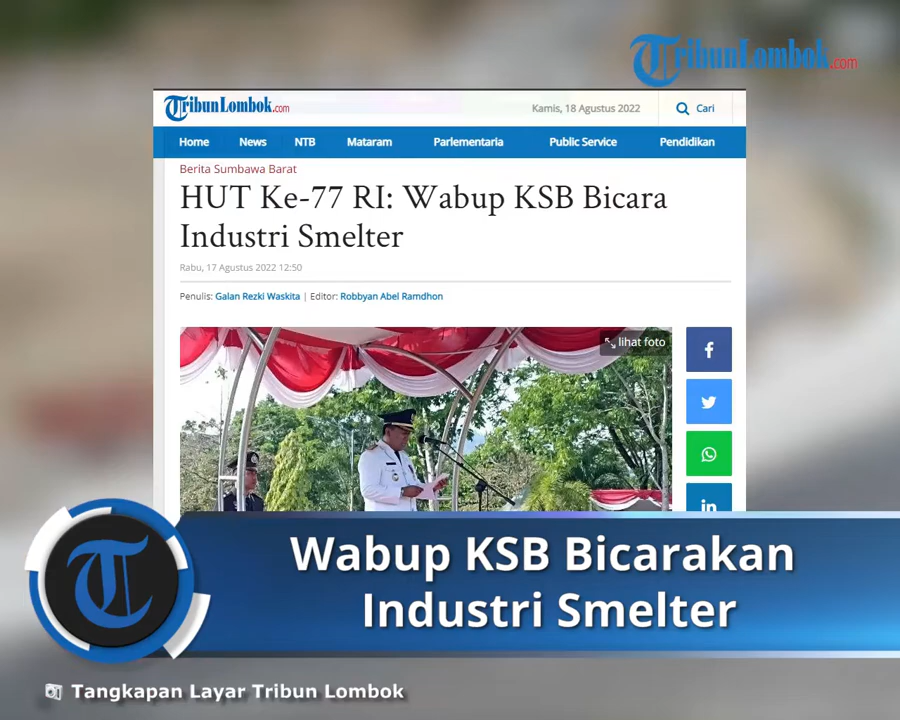 TribunLombok.com
TribunLombok.com
Kamis, 18 Agustus 2022
Cari
Home News NTB Mataram Parlementaria Public Service Pendidikan
Berita Sumbawa Barat
HUT Ke-77 RI: Wabup KSB Bicara
Industri Smelter
Rabu, 17 Agustus 2022 12:50
Penulis: Galan Rezki Waskita | Editor: Robbyan Abel Ramdhon
lihat foto
f
in
T
Wabup KSB Bicarakan
Industri Smelter
Tangkapan Layar Tribun Lombok